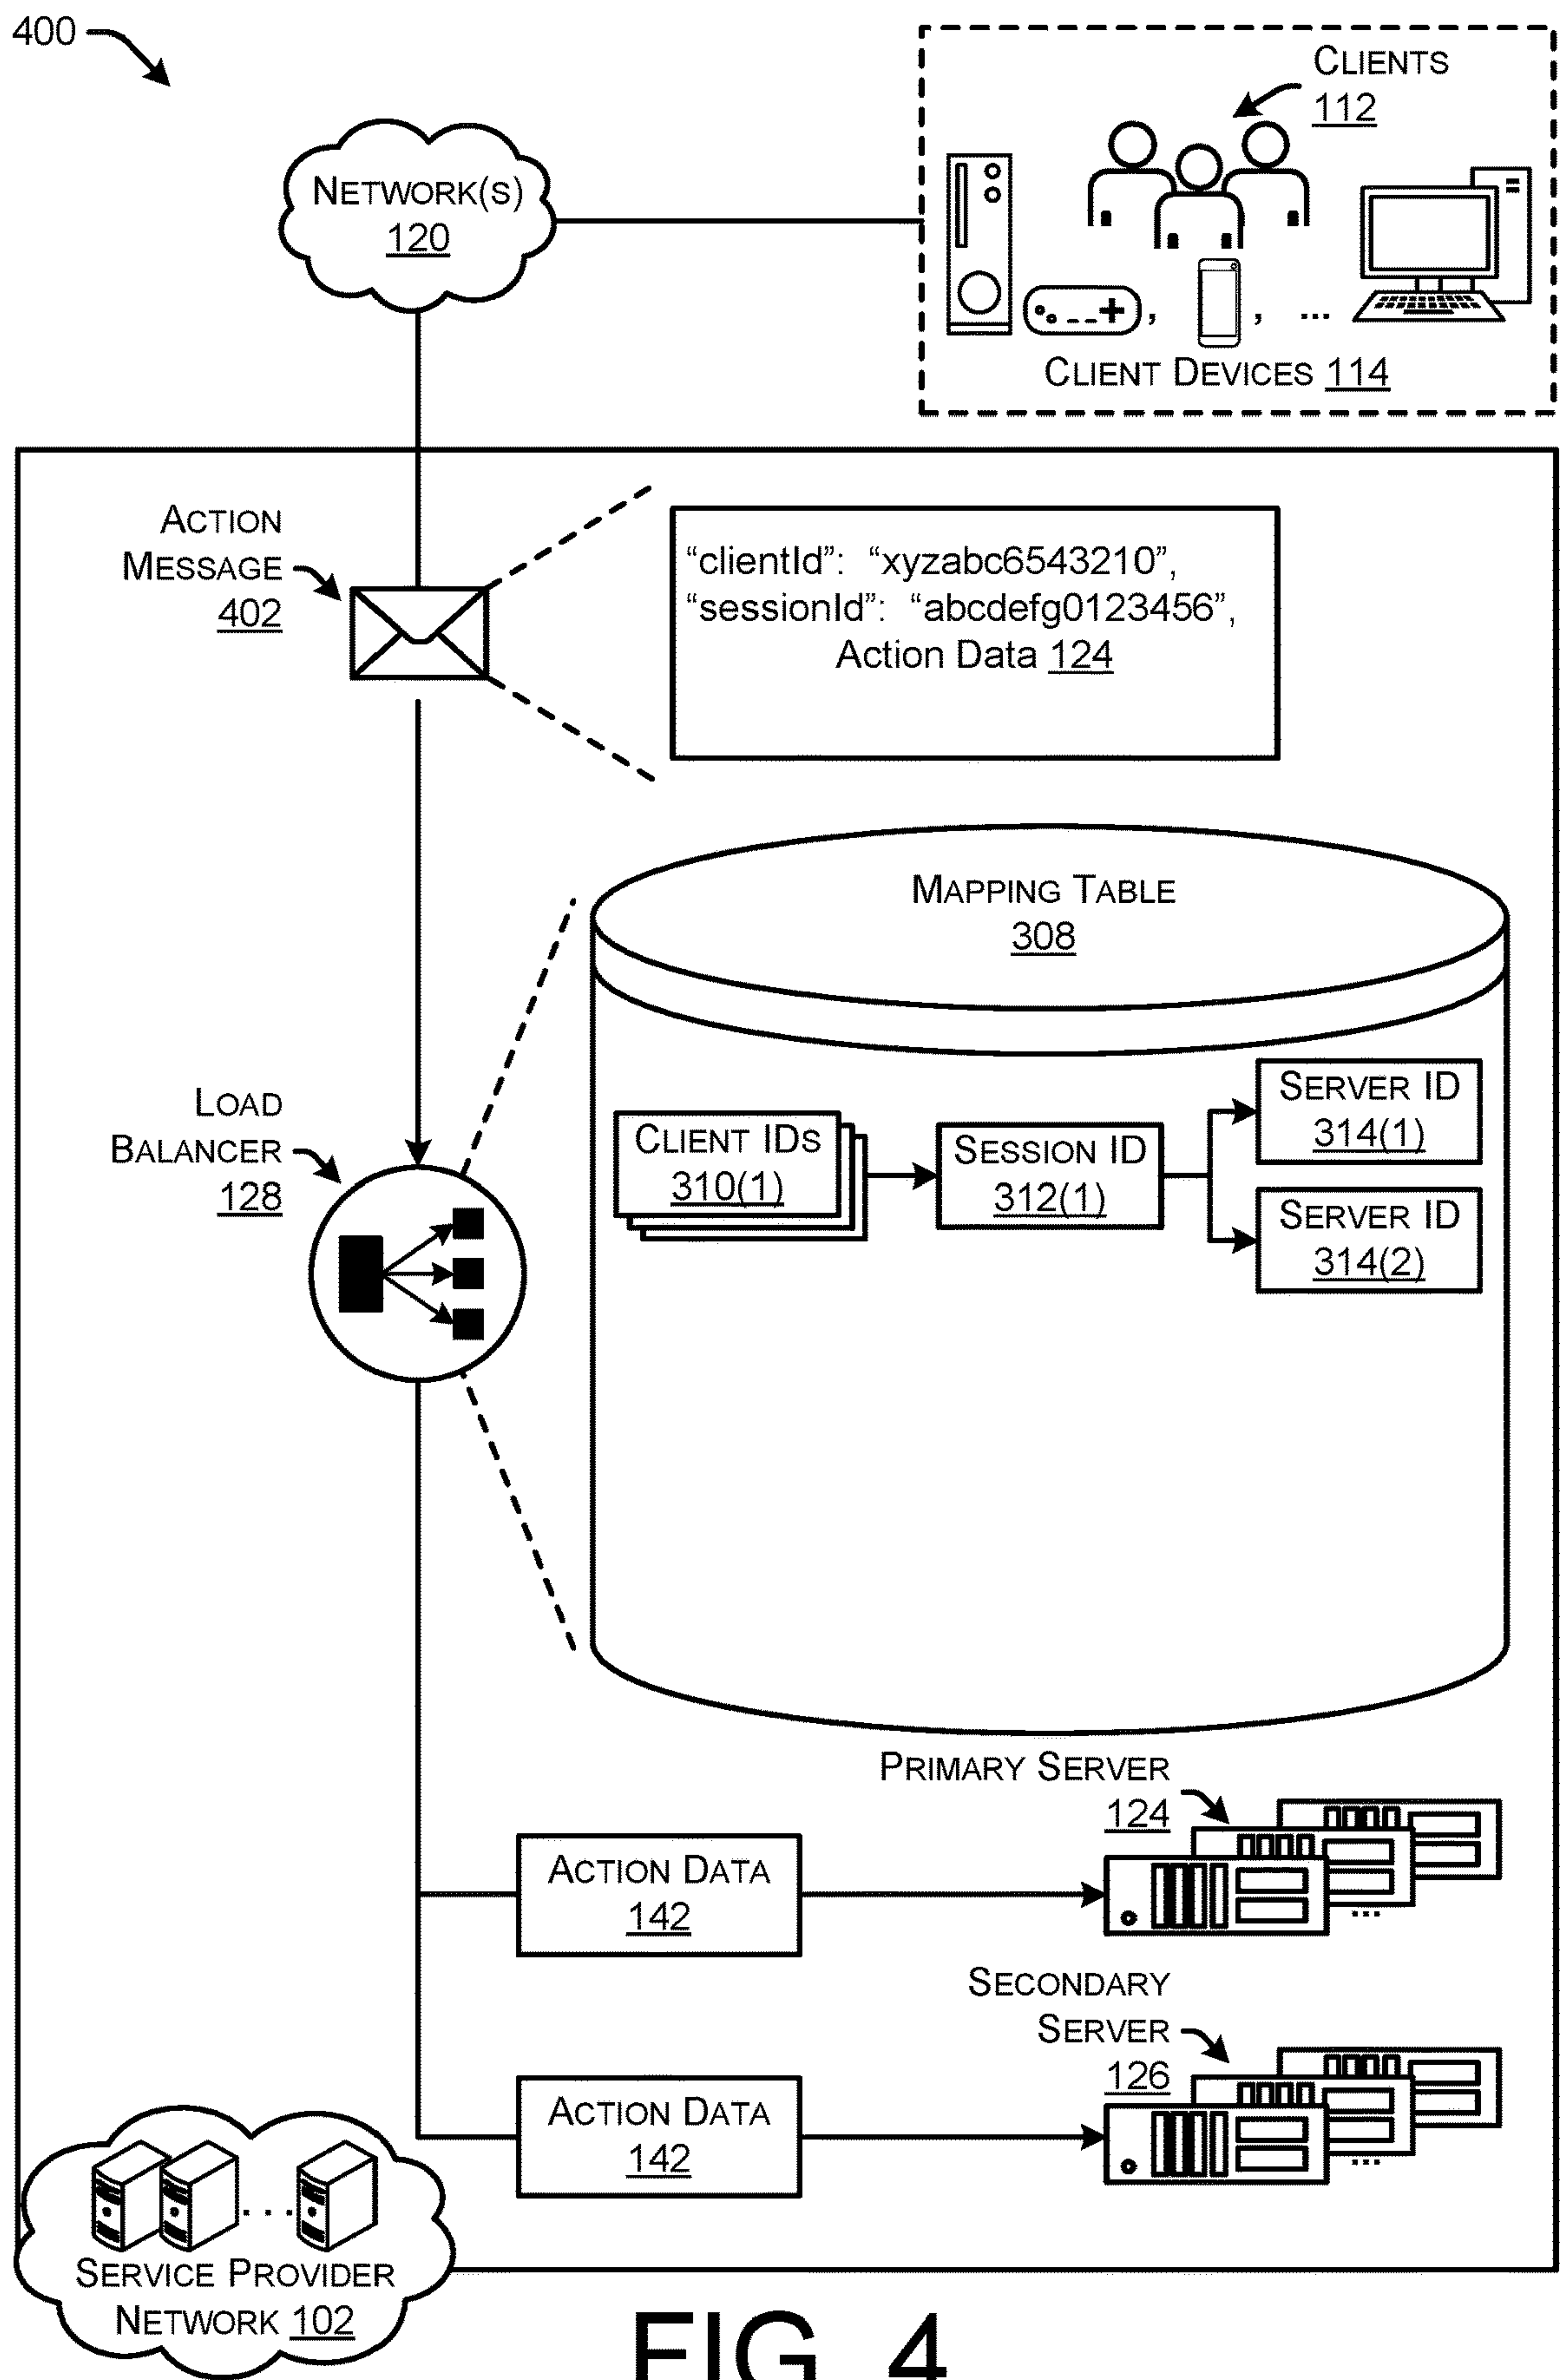 400
CLIENTS
112
NETWORK(S)
120
, , ...
CLIENT DEVICES 114
ACTION
MESSAGE
402
“clientId”: “xyzabc6543210”,
“sessionId”: “abcdefg0123456”,
Action Data 124
MAPPING TABLE
308
LOAD
BALANCER
128
CLIENT IDS
310(1)
SESSION ID
312(1)
SERVER ID
314(1)
SERVER ID
314(2)
PRIMARY SERVER
124
ACTION DATA
142
...
SECONDARY
SERVER
126
ACTION DATA
142
...
...
SERVICE PROVIDER
NETWORK 102
FIG. 4